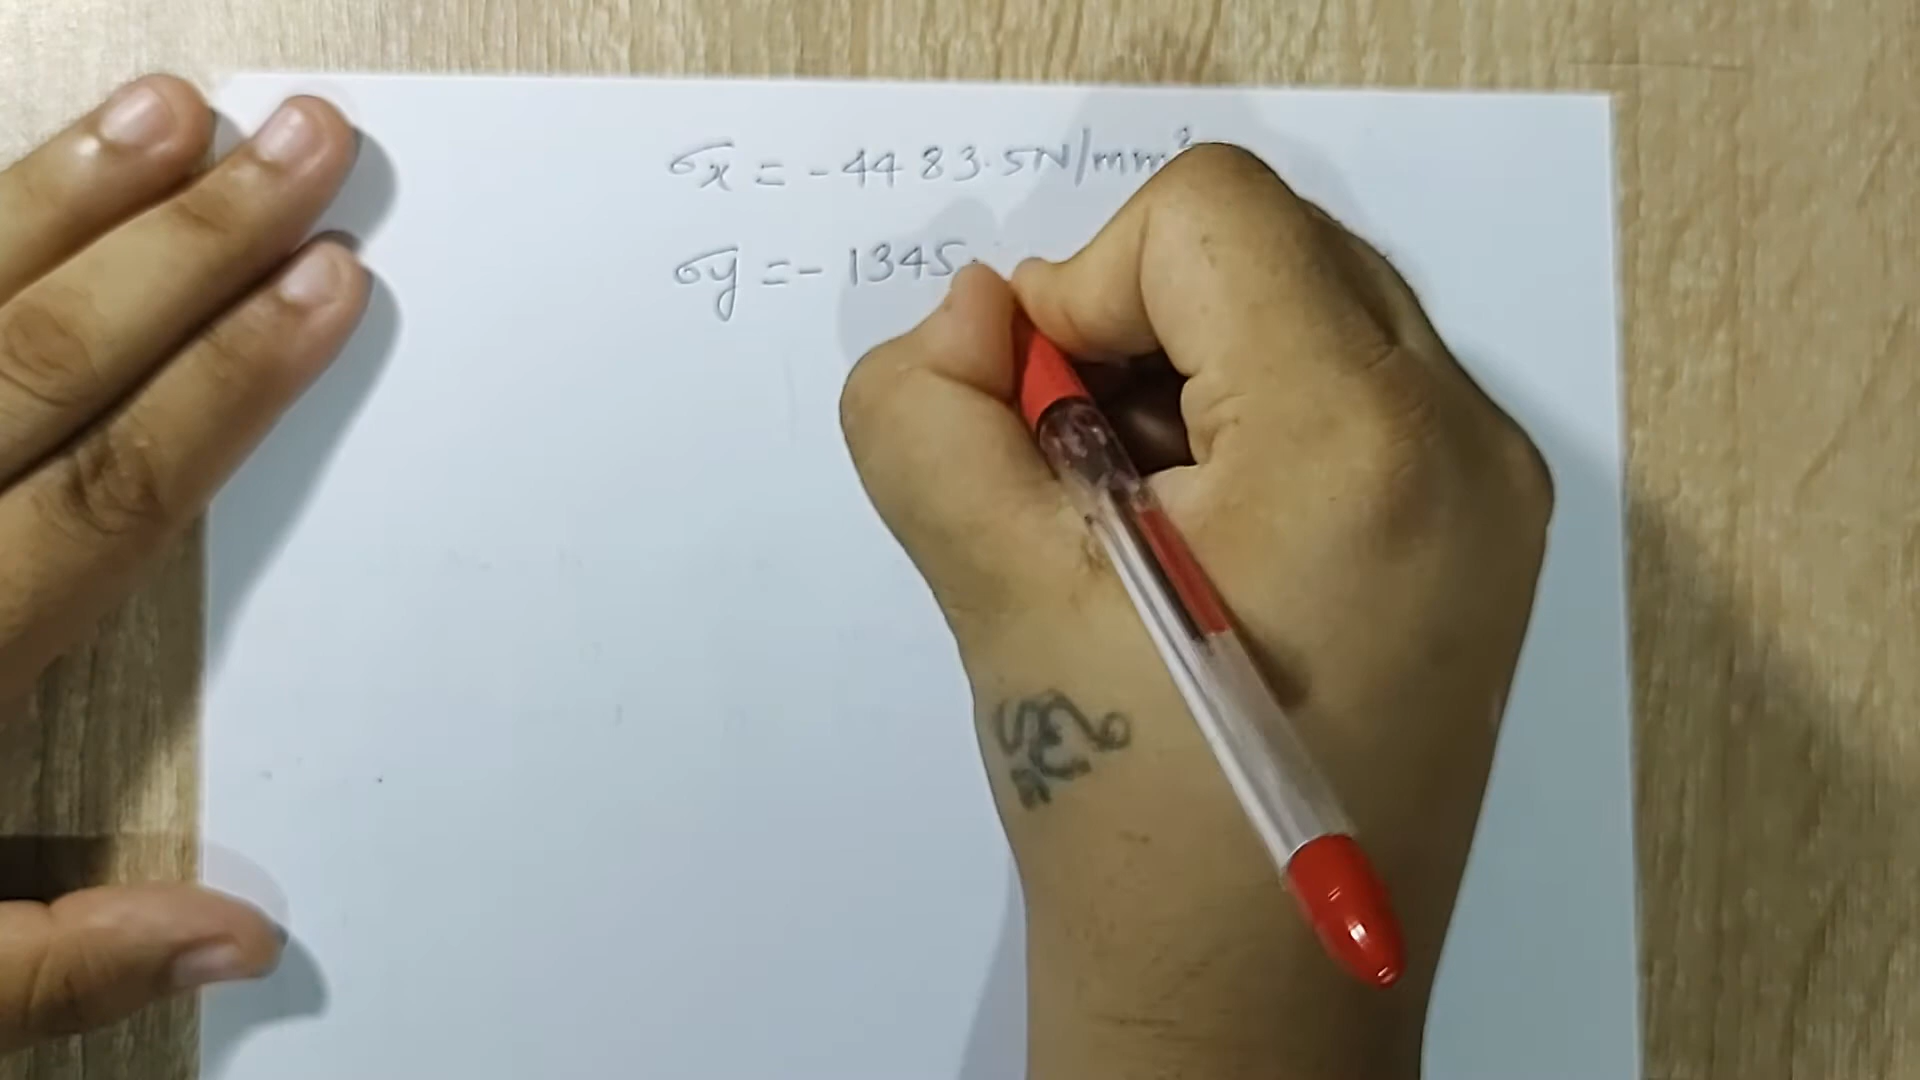 σx = - 4483.5N/mm²
σy = - 1345.
ॐ